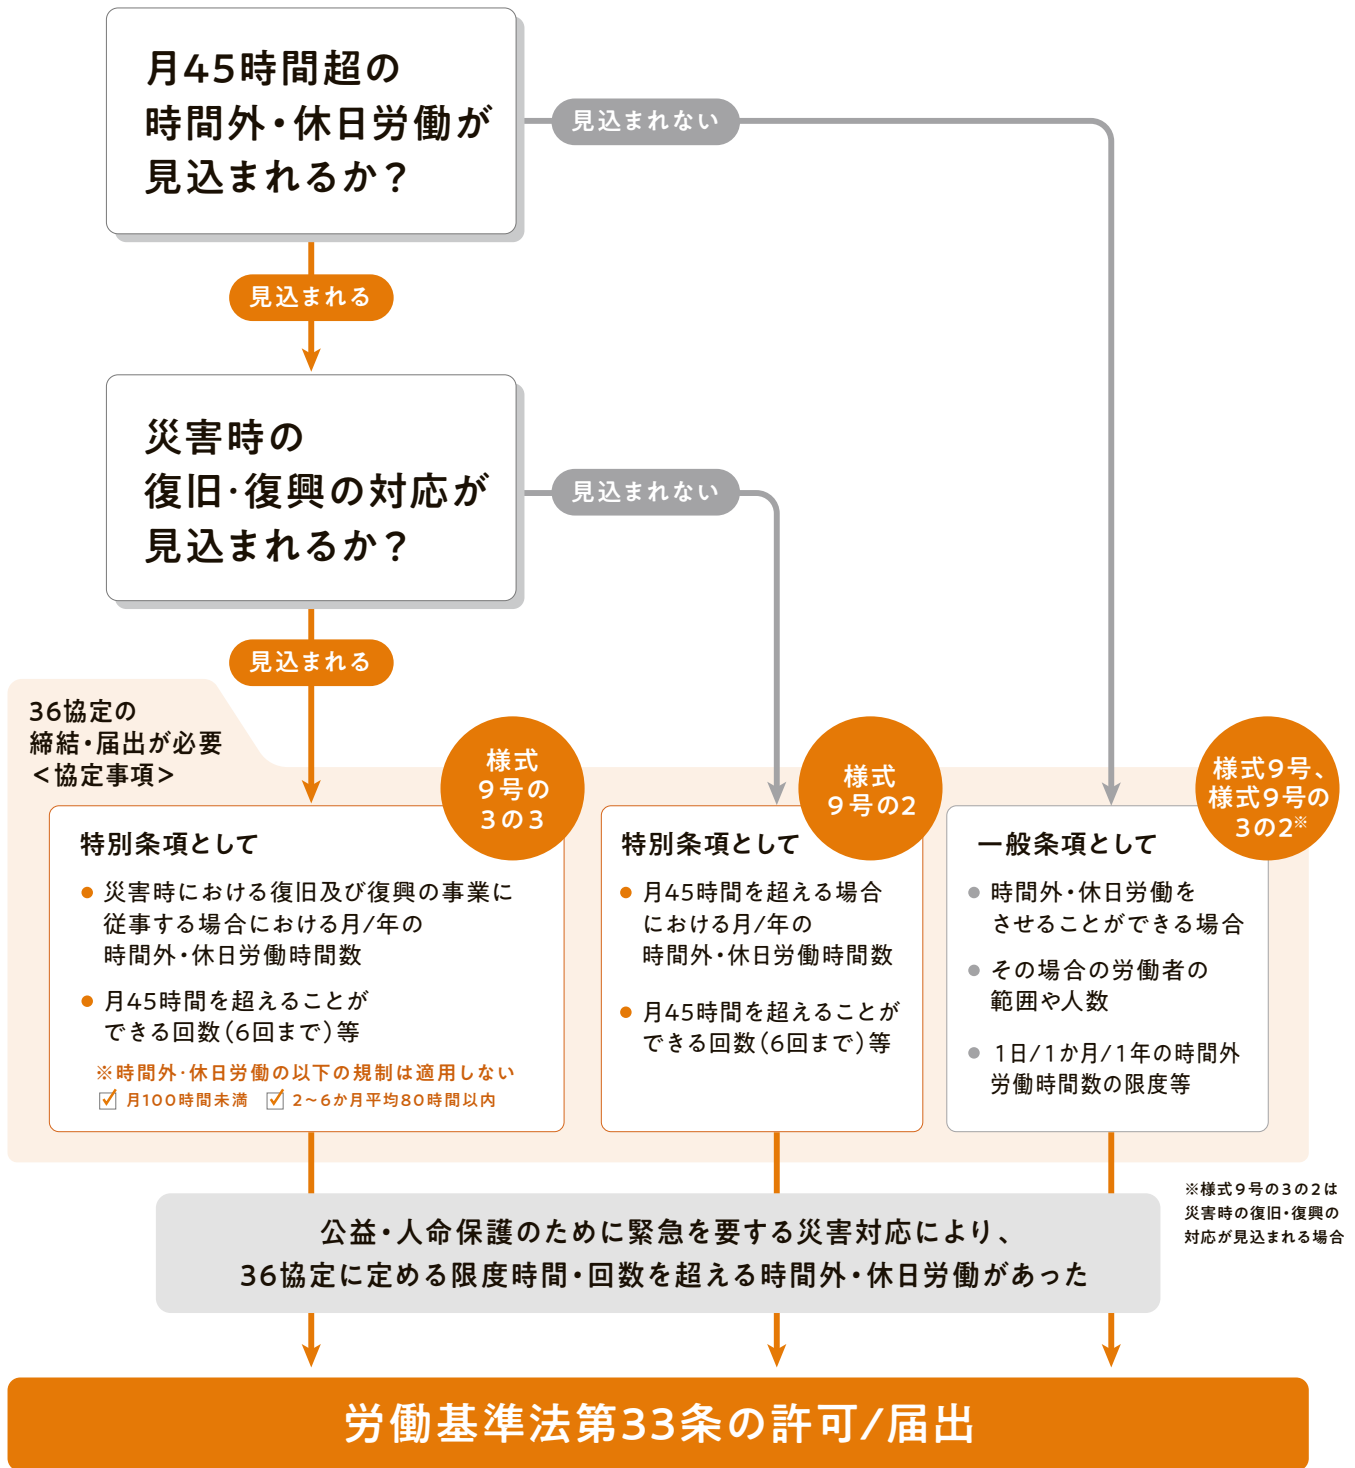 月45時間超の
時間外・休日労働が
見込まれるか？
見込まれない
見込まれる
災害時の
復旧・復興の対応が
見込まれるか？
見込まれない
見込まれる
36協定の
締結・届出が必要
＜協定事項＞
様式
9号の
3の3
特別条項として
● 災害時における復旧及び復興の事業に
従事する場合における月/年の
時間外・休日労働時間数
● 月45時間を超えることが
できる回数（6回まで）等
※時間外・休日労働の以下の規制は適用しない
☑ 月100時間未満 ☑ 2〜6か月平均80時間以内
様式
9号の2
特別条項として
● 月45時間を超える場合
における月/年の
時間外・休日労働時間数
● 月45時間を超えることが
できる回数（6回まで）等
様式9号、
様式9号の
3の2※
一般条項として
● 時間外・休日労働を
させることができる場合
● その場合の労働者の
範囲や人数
● 1日/1か月/1年の時間外
労働時間数の限度等
※様式9号の3の2は
災害時の復旧・復興の
対応が見込まれる場合
公益・人命保護のために緊急を要する災害対応により、
36協定に定める限度時間・回数を超える時間外・休日労働があった
労働基準法第33条の許可/届出